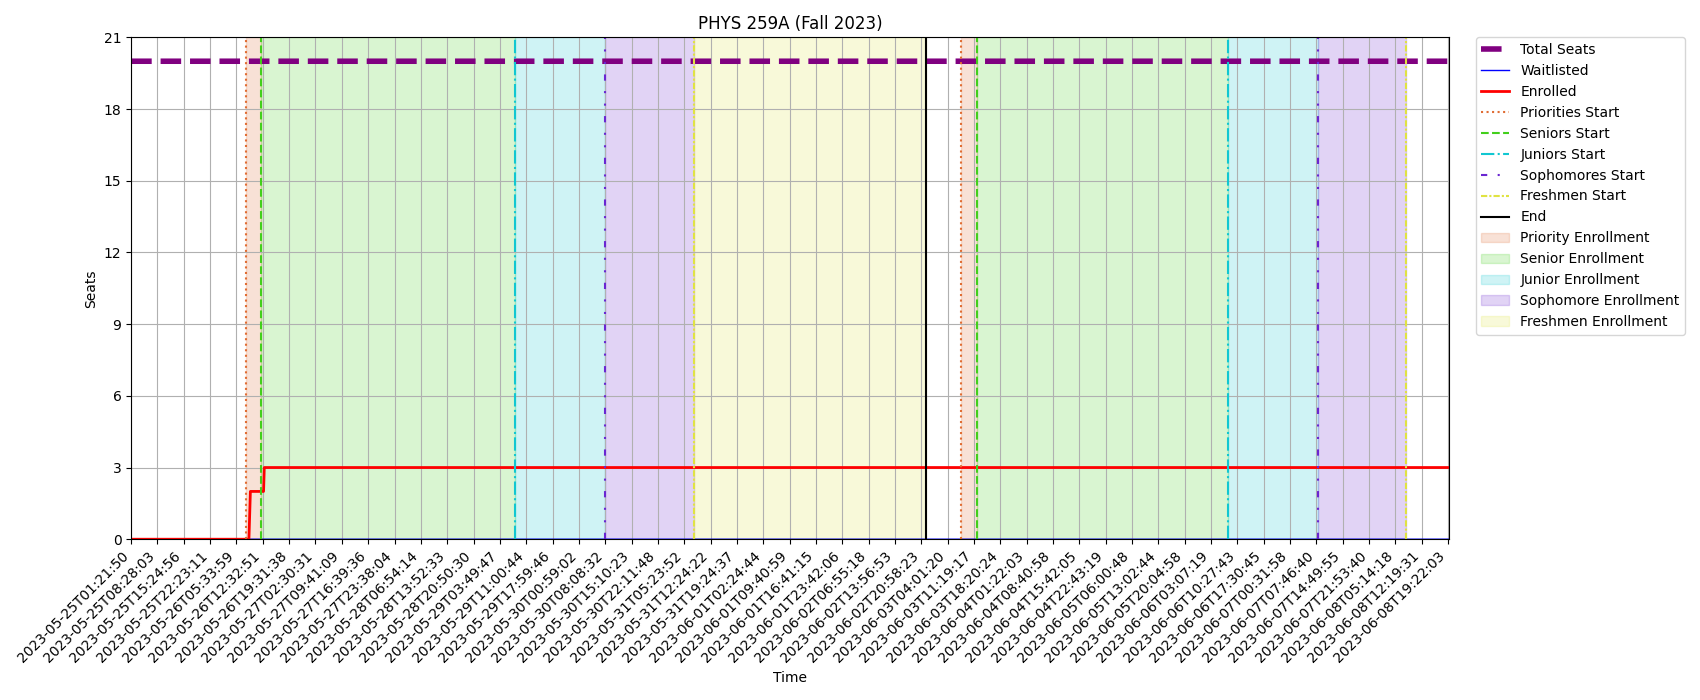 PHYS 259A (Fall 2023)
21
18
15
12
9
6
3
0
Seats
2023-05-25T01:21:50
2023-05-25T08:28:03
2023-05-25T15:24:56
2023-05-25T22:23:11
2023-05-26T05:33:59
2023-05-26T12:32:51
2023-05-26T19:31:38
2023-05-27T02:30:31
2023-05-27T09:41:09
2023-05-27T16:39:36
2023-05-27T23:38:04
2023-05-28T06:54:14
2023-05-28T13:52:33
2023-05-28T20:50:30
2023-05-29T03:49:47
2023-05-29T11:00:44
2023-05-29T17:59:46
2023-05-30T00:59:02
2023-05-30T08:08:32
2023-05-30T15:10:23
2023-05-30T22:11:48
2023-05-31T05:23:52
2023-05-31T12:24:22
2023-05-31T19:24:37
2023-06-01T02:24:44
2023-06-01T09:40:59
2023-06-01T16:41:15
2023-06-01T23:42:06
2023-06-02T06:55:18
2023-06-02T13:56:53
2023-06-02T20:58:23
2023-06-03T04:01:20
2023-06-03T11:19:17
2023-06-03T18:20:24
2023-06-04T01:22:03
2023-06-04T08:40:58
2023-06-04T15:42:05
2023-06-04T22:43:19
2023-06-05T06:00:48
2023-06-05T13:02:44
2023-06-05T20:04:58
2023-06-06T03:07:19
2023-06-06T10:27:43
2023-06-06T17:30:45
2023-06-07T00:31:58
2023-06-07T07:46:40
2023-06-07T14:49:55
2023-06-07T21:53:40
2023-06-08T05:14:18
2023-06-08T12:19:31
2023-06-08T19:22:03
Time
Total Seats
Waitlisted
Enrolled
Priorities Start
Seniors Start
Juniors Start
Sophomores Start
Freshmen Start
End
Priority Enrollment
Senior Enrollment
Junior Enrollment
Sophomore Enrollment
Freshmen Enrollment